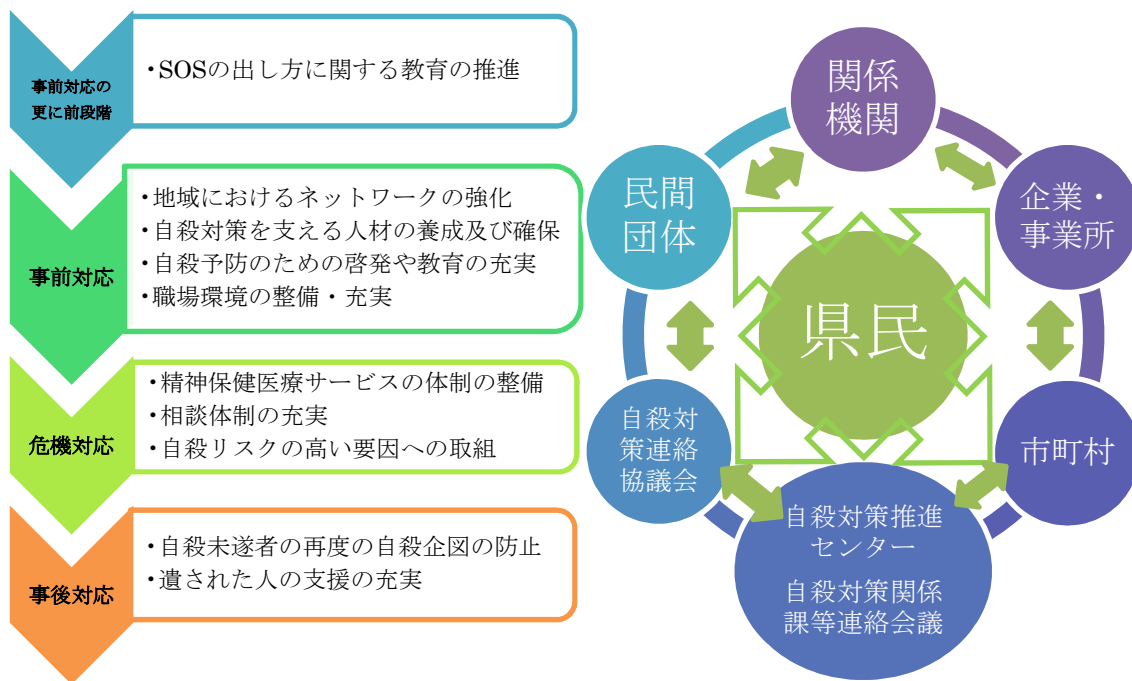 事前対応の
更に前段階
・SOSの出し方に関する教育の推進
事前対応
・地域におけるネットワークの強化
・自殺対策を支える人材の養成及び確保
・自殺予防のための啓発や教育の充実
・職場環境の整備・充実
危機対応
・精神保健医療サービスの体制の整備
・相談体制の充実
・自殺リスクの高い要因への取組
事後対応
・自殺未遂者の再度の自殺企図の防止
・遺された人の支援の充実
関係
機関
民間
団体
企業・
事業所
県民
自殺対
策連絡
協議会
市町村
自殺対策推進
センター
自殺対策関係
課等連絡会議